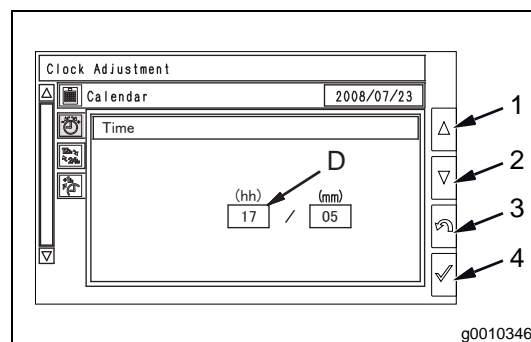 Clock Adjustment
Calendar 2008/07/23
Time
D
(hh) (mm)
17 / 05
1
2
3
4
g0010346